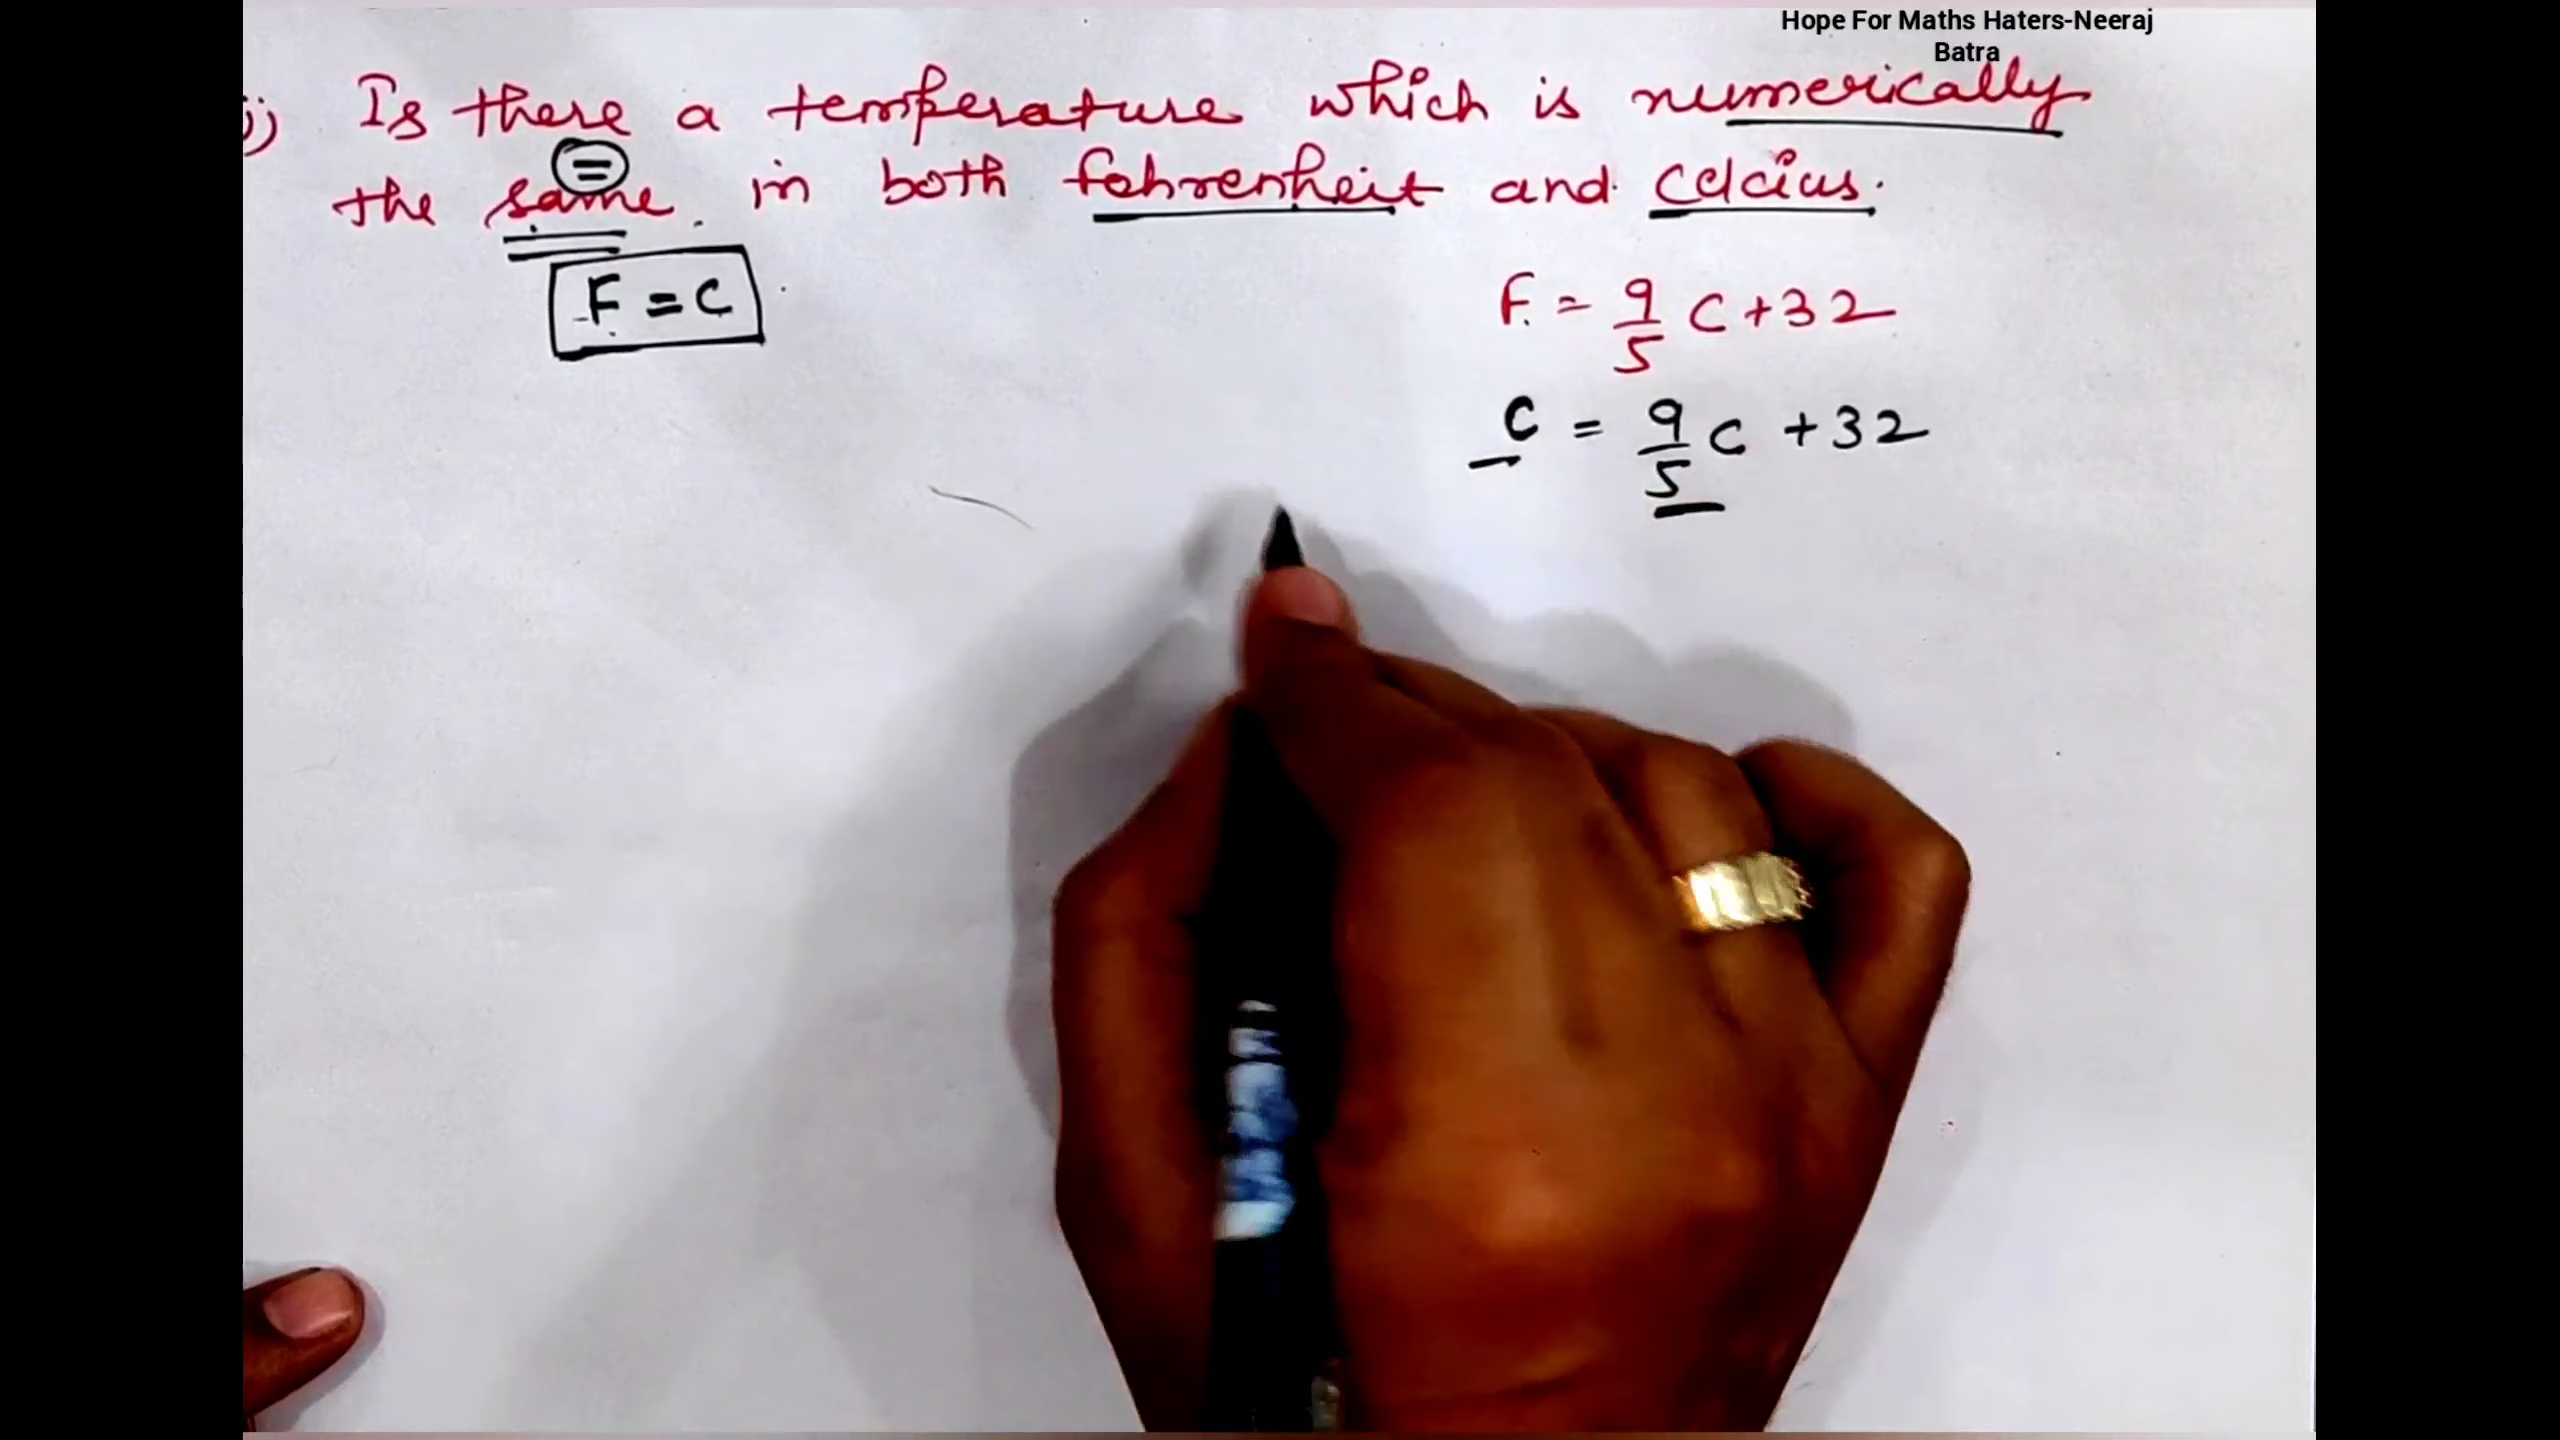 Hope For Maths Haters-Neeraj
Batra
Is there a temperature which is numerically
=
the same in both fahrenheit and celcius.
F = C
F = 9/5 C + 32
C = 9/5 C + 32